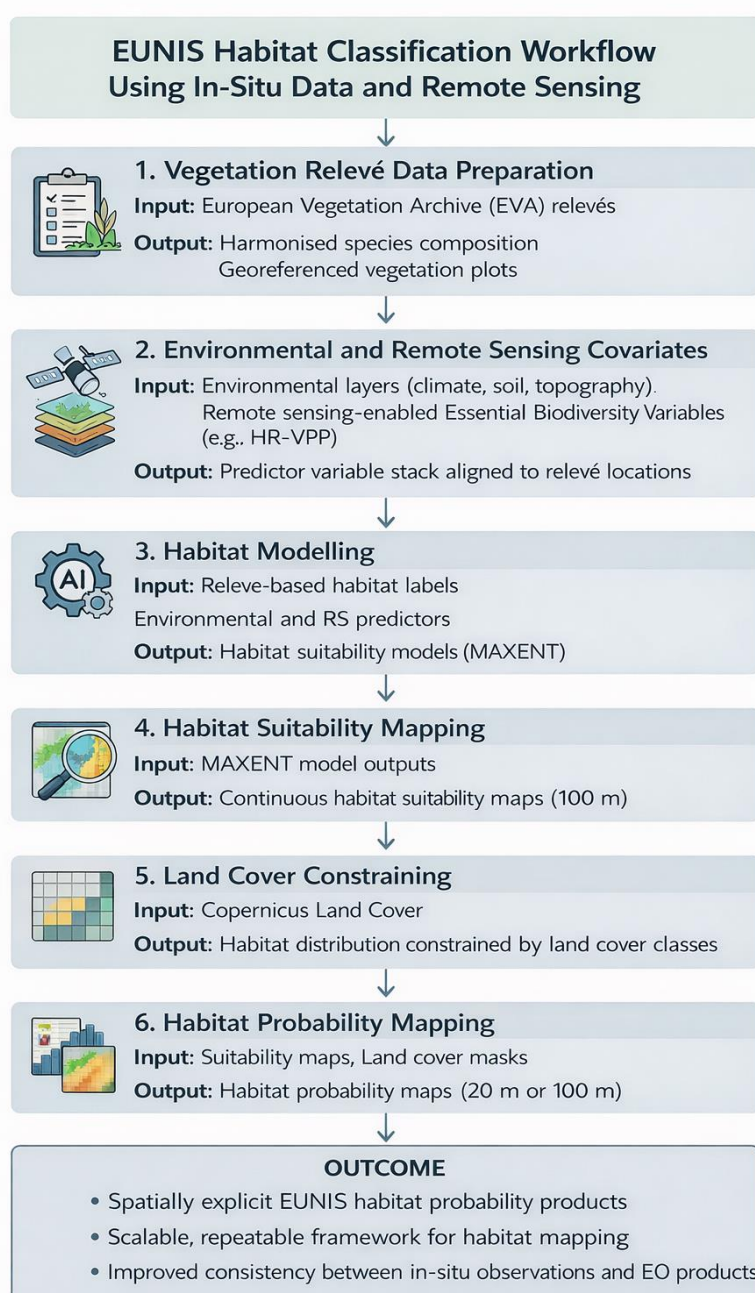 EUNIS Habitat Classification Workflow
Using In-Situ Data and Remote Sensing
1. Vegetation Relevé Data Preparation
Input: European Vegetation Archive (EVA) relevés
Output: Harmonised species composition
Georeferenced vegetation plots
2. Environmental and Remote Sensing Covariates
Input: Environmental layers (climate, soil, topography).
Remote sensing-enabled Essential Biodiversity Variables
(e.g., HR-VPP)
Output: Predictor variable stack aligned to relevé locations
AI
3. Habitat Modelling
Input: Releve-based habitat labels
Environmental and RS predictors
Output: Habitat suitability models (MAXENT)
4. Habitat Suitability Mapping
Input: MAXENT model outputs
Output: Continuous habitat suitability maps (100 m)
5. Land Cover Constraining
Input: Copernicus Land Cover
Output: Habitat distribution constrained by land cover classes
6. Habitat Probability Mapping
Input: Suitability maps, Land cover masks
Output: Habitat probability maps (20 m or 100 m)
OUTCOME
• Spatially explicit EUNIS habitat probability products
• Scalable, repeatable framework for habitat mapping
• Improved consistency between in-situ observations and EO products